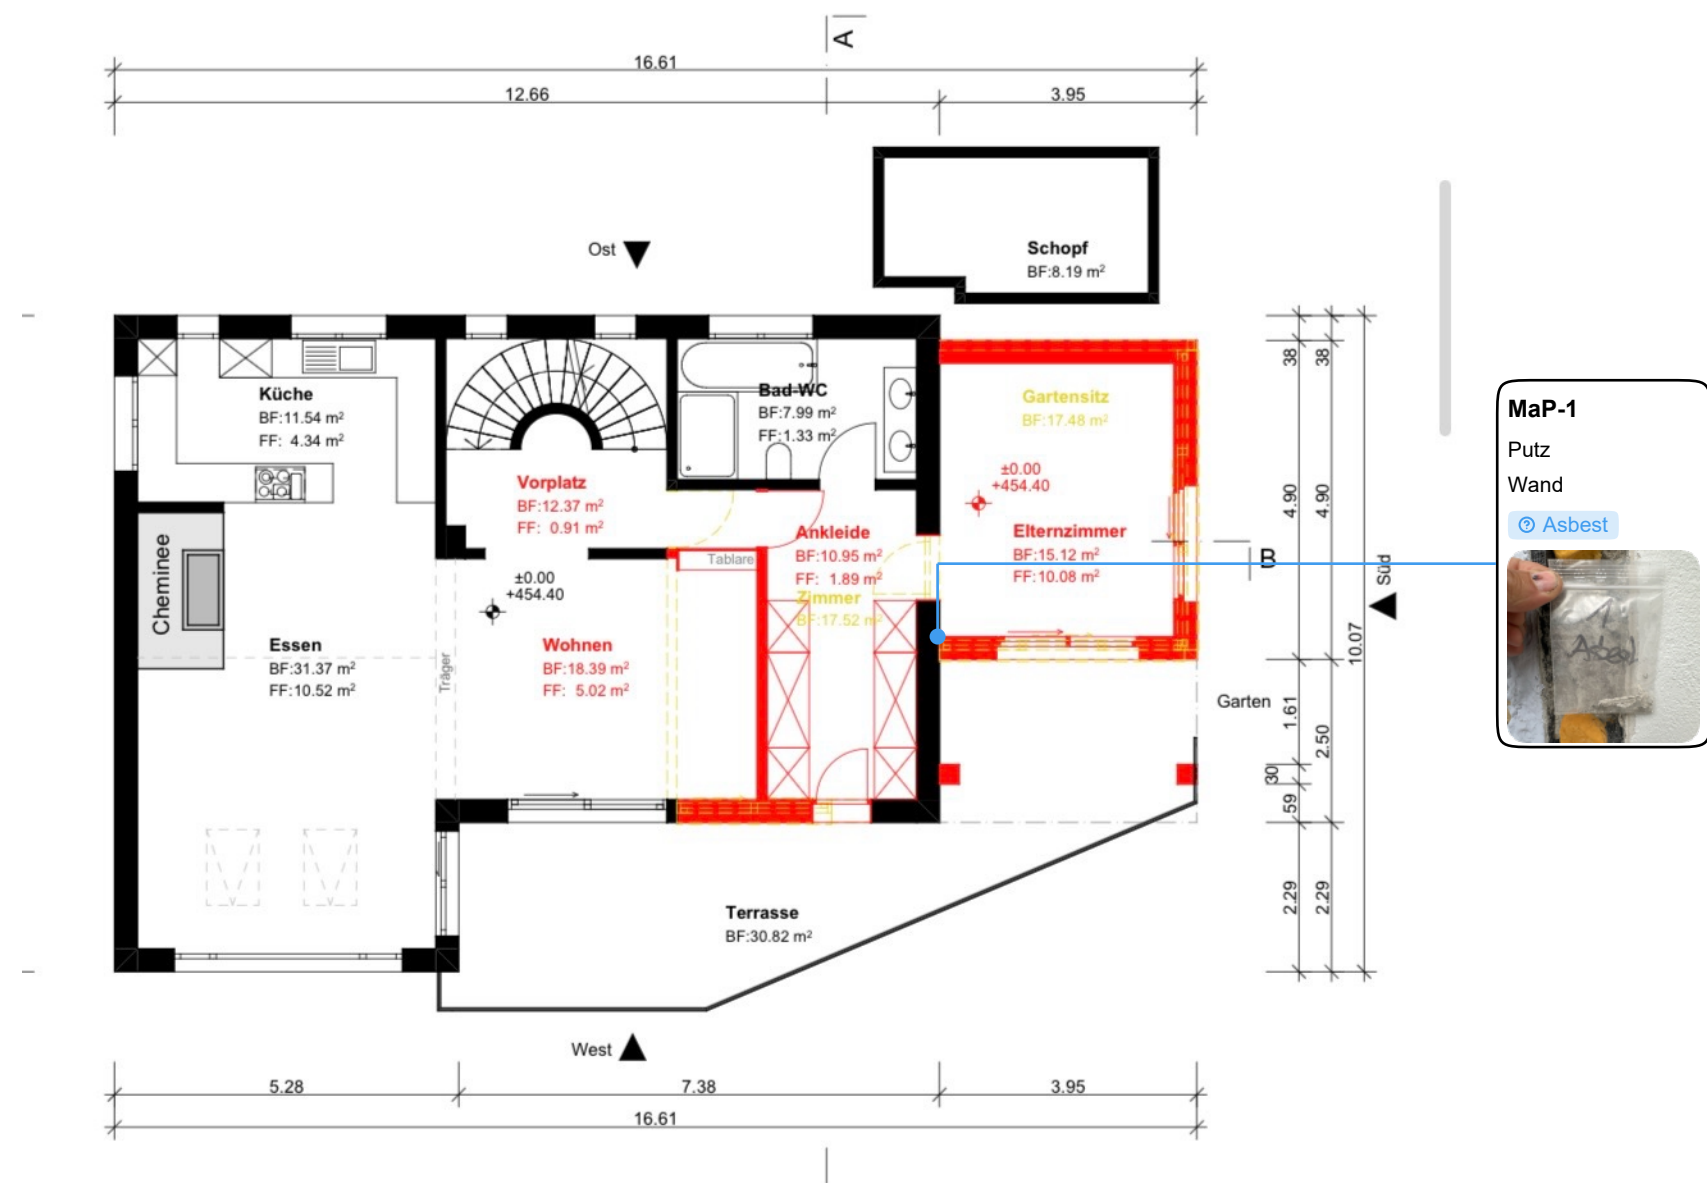 A
16.61
12.66
3.95
Schopf
BF:8.19 m²
Ost
38
38
Küche
BF:11.54 m²
FF: 4.34 m²
Bad-WC
BF:7.99 m²
FF:1.33 m²
Gartensitz
BF:17.48 m²
MaP-1
Putz
Wand
Asbest
1
Asbest
±0.00
+454.40
Vorplatz
BF:12.37 m²
FF: 0.91 m²
4.90
4.90
Ankleide
BF:10.95 m²
FF: 1.89 m²
Zimmer
BF:17.52 m²
Elternzimmer
BF:15.12 m²
FF:10.08 m²
B
Süd
Tablare
Cheminee
±0.00
+454.40
Essen
BF:31.37 m²
FF:10.52 m²
Träger
Wohnen
BF:18.39 m²
FF: 5.02 m²
10.07
Garten
1.61
2.50
30
59
2.29
2.29
Terrasse
BF:30.82 m²
West
5.28
7.38
3.95
16.61